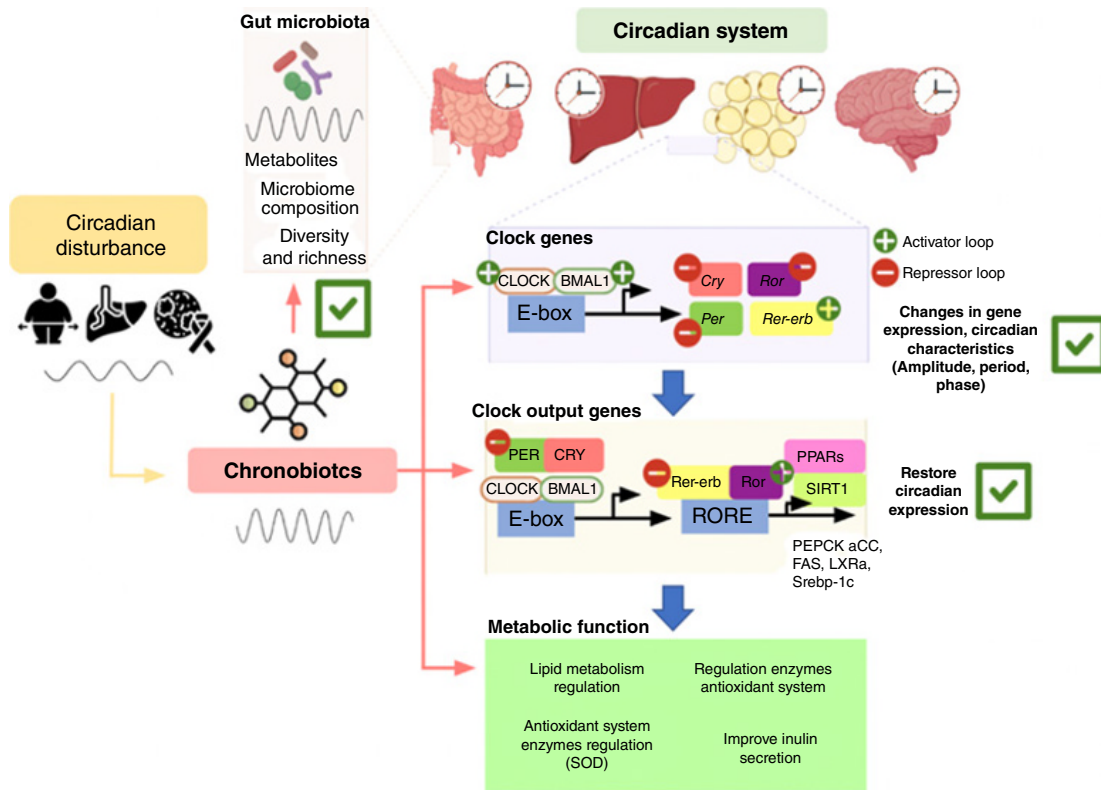 Gut microbiota
Metabolites
Microbiome
composition
Diversity
and richness
Circadian system
Circadian
disturbance
Chronobiotcs
Clock genes
CLOCK
BMAL1
E-box
Cry
Ror
Per
Rer-erb
Activator loop
Repressor loop
Changes in gene
expression, circadian
characteristics
(Amplitude, period,
phase)
Clock output genes
PER
CRY
CLOCK
BMAL1
E-box
Rer-erb
Ror
RORE
PPARs
SIRT1
PEPCK aCC,
FAS, LXRa,
Srebp-1c
Restore
circadian
expression
Metabolic function
Lipid metabolism
regulation
Regulation enzymes
antioxidant system
Antioxidant system
enzymes regulation
(SOD)
Improve inulin
secretion